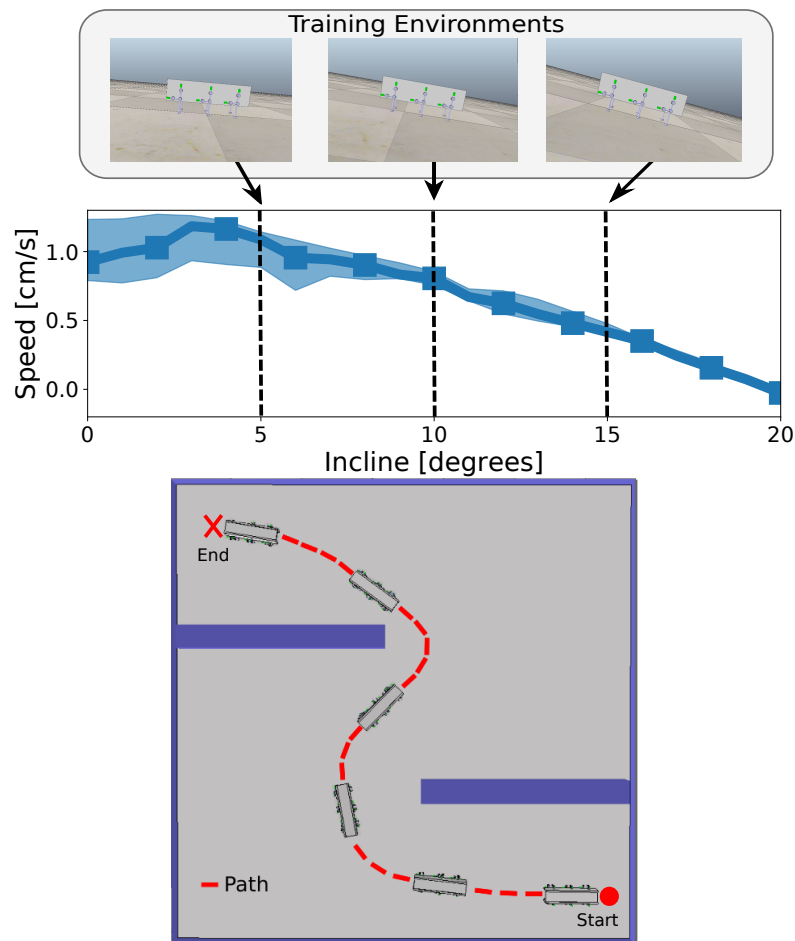 Training Environments
Speed [cm/s]
1.0
0.5
0.0
0
5
10
15
20
Incline [degrees]
End
Path
Start